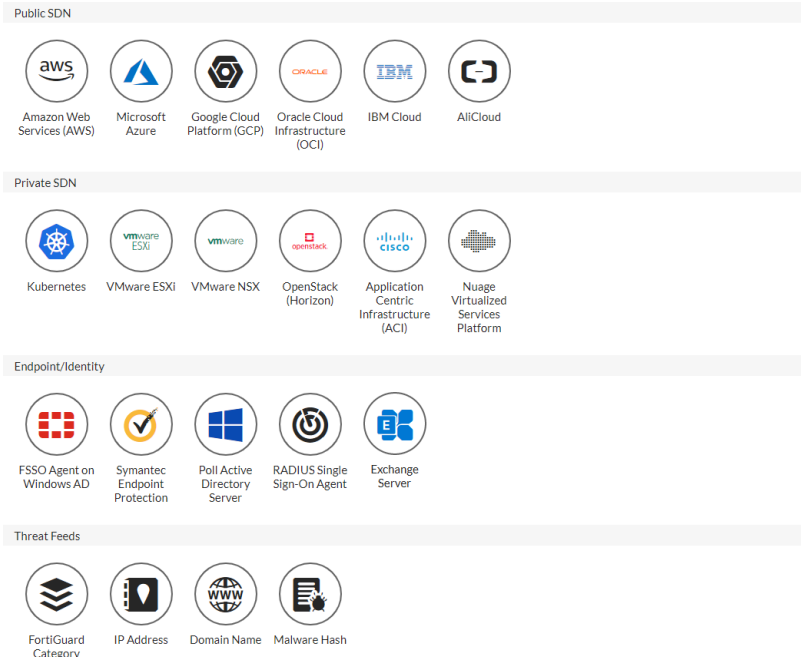 Public SDN
aws
ORACLE
IBM
Amazon Web
Services (AWS)
Microsoft
Azure
Google Cloud
Platform (GCP)
Oracle Cloud
Infrastructure
(OCI)
IBM Cloud
AliCloud
Private SDN
vmware
ESXi
vmware
openstack.
CISCO
Kubernetes
VMware ESXi
VMware NSX
OpenStack
(Horizon)
Application
Centric
Infrastructure
(ACI)
Nuage
Virtualized
Services
Platform
Endpoint/Identity
E
FSSO Agent on
Windows AD
Symantec
Endpoint
Protection
Poll Active
Directory
Server
RADIUS Single
Sign-On Agent
Exchange
Server
Threat Feeds
WWW
FortiGuard
Category
IP Address
Domain Name
Malware Hash